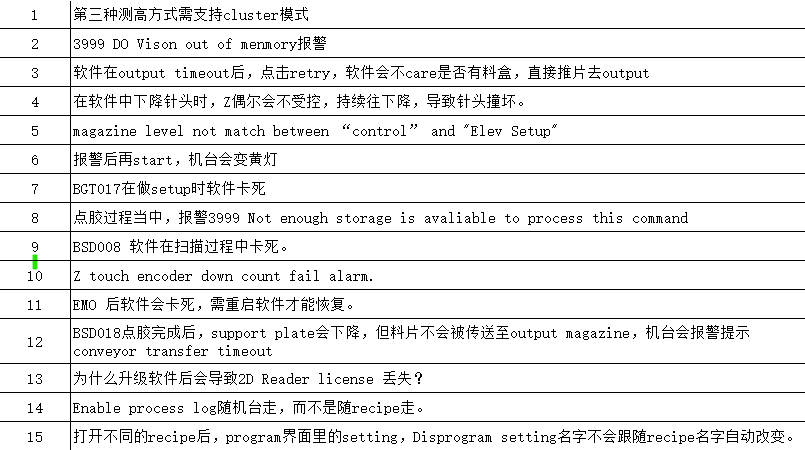 1 第三种测高方式需支持cluster模式
2 3999 DO Vison out of menmory报警
3 软件在output timeout后，点击retry，软件会不care是否有料盒，直接推片去output
4 在软件中下降针头时，Z偶尔会不受控，持续往下降，导致针头撞坏。
5 magazine level not match between “control” and "Elev Setup"
6 报警后再start，机台会变黄灯
7 BGT017在做setup时软件卡死
8 点胶过程当中，报警3999 Not enough storage is avaliable to process this command
9 BSD008 软件在扫描过程中卡死。
10 Z touch encoder down count fail alarm.
11 EMO 后软件会卡死，需重启软件才能恢复。
12 BSD018点胶完成后，support plate会下降，但料片不会被传送至output magazine，机台会报警提示
conveyor transfer timeout
13 为什么升级软件后会导致2D Reader license 丢失？
14 Enable process log随机台走，而不是随recipe走。
15 打开不同的recipe后，program界面里的setting，Disprogram setting名字不会跟随recipe名字自动改变。